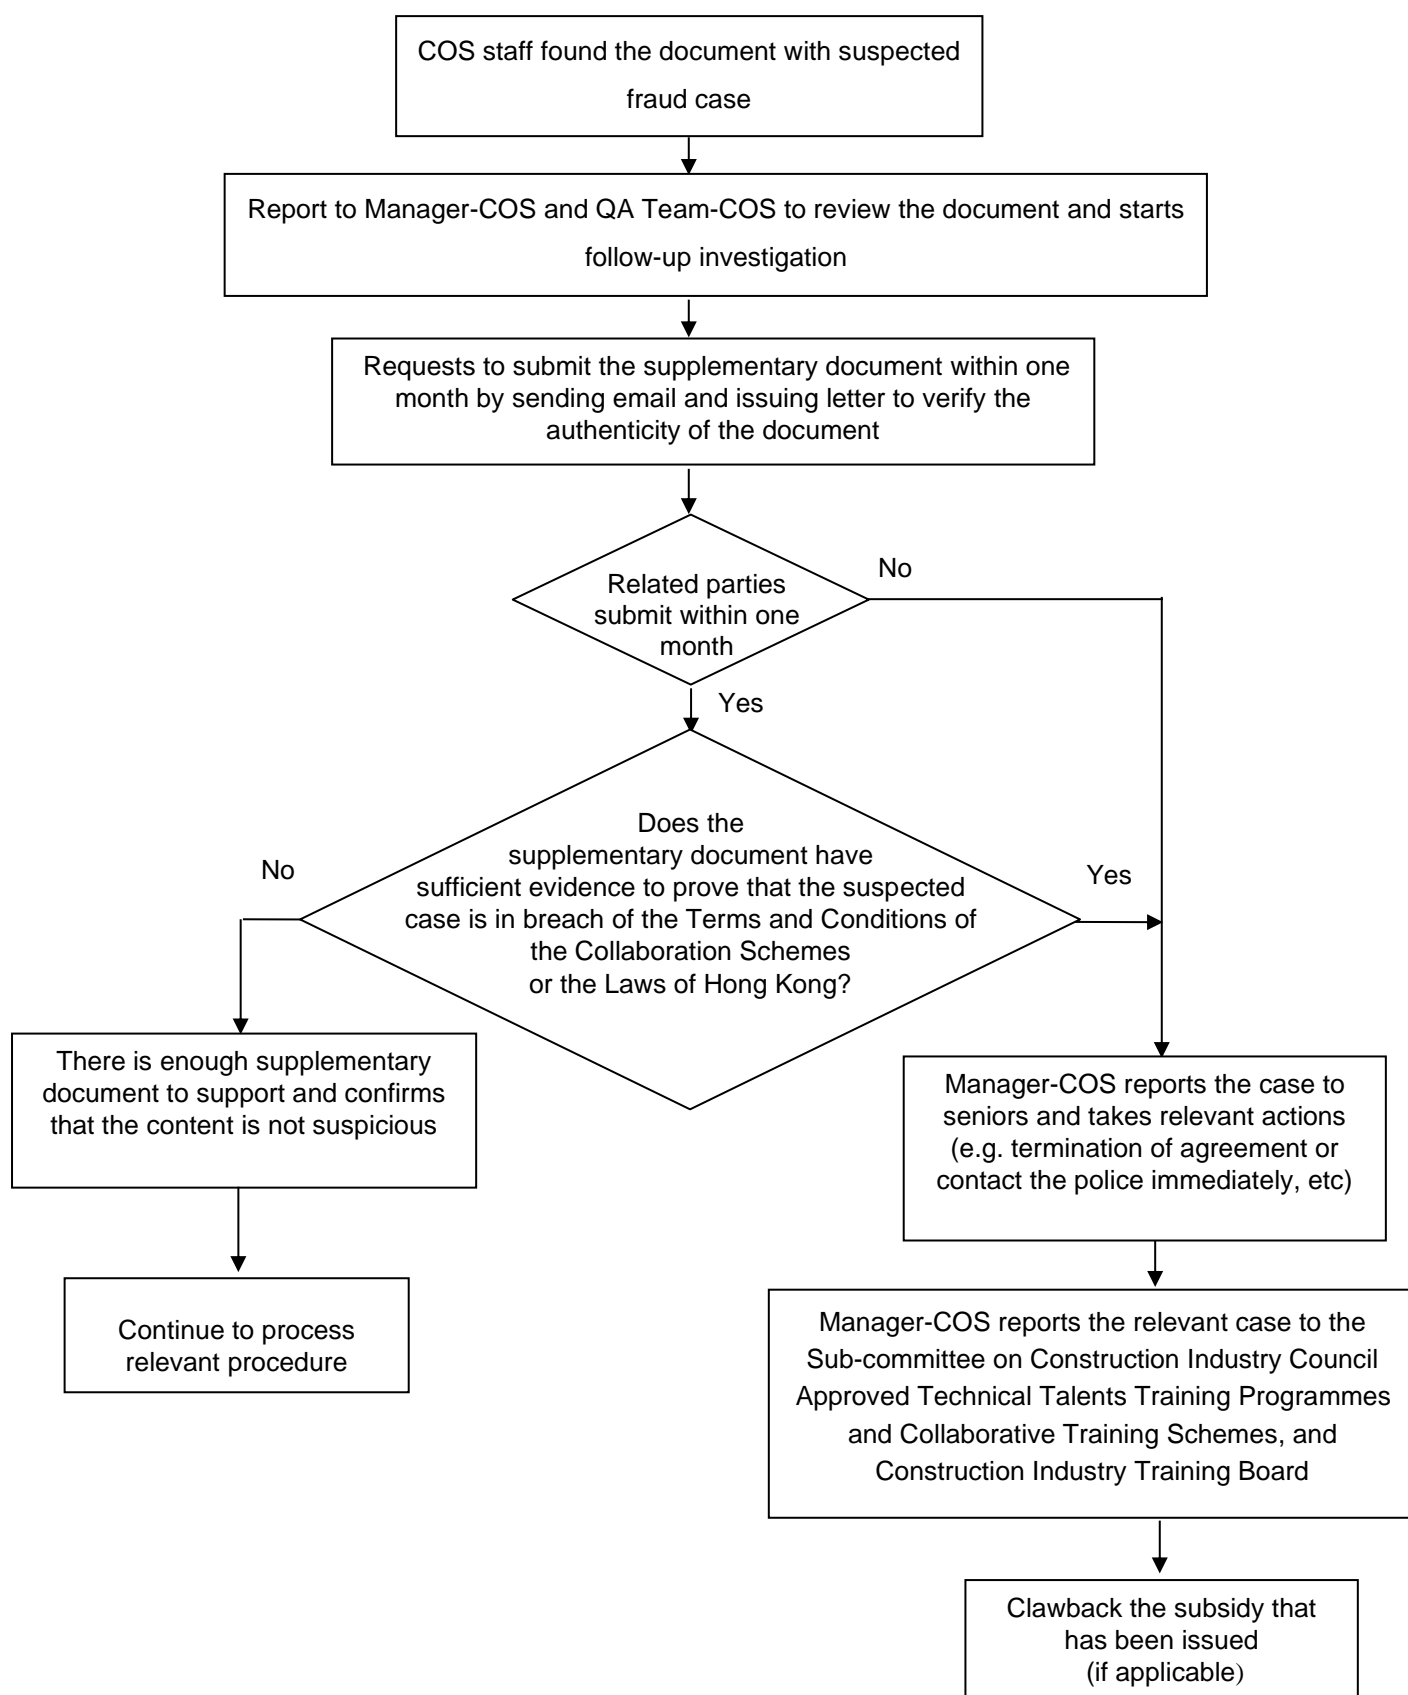 COS staff found the document with suspected
fraud case
Report to Manager-COS and QA Team-COS to review the document and starts
follow-up investigation
Requests to submit the supplementary document within one
month by sending email and issuing letter to verify the
authenticity of the document
No
Related parties
submit within one
month
Yes
Does the
supplementary document have
sufficient evidence to prove that the suspected
case is in breach of the Terms and Conditions of
the Collaboration Schemes
or the Laws of Hong Kong?
No
Yes
There is enough supplementary
document to support and confirms
that the content is not suspicious
Continue to process
relevant procedure
Manager-COS reports the case to
seniors and takes relevant actions
(e.g. termination of agreement or
contact the police immediately, etc)
Manager-COS reports the relevant case to the
Sub-committee on Construction Industry Council
Approved Technical Talents Training Programmes
and Collaborative Training Schemes, and
Construction Industry Training Board
Clawback the subsidy that
has been issued
(if applicable)